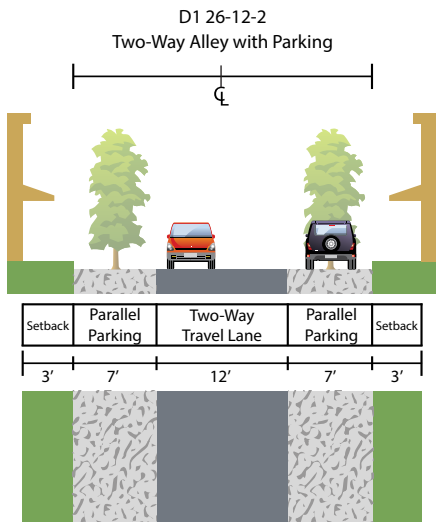 D1 26-12-2
Two-Way Alley with Parking
℄
Setback
Parallel
Parking
Two-Way
Travel Lane
Parallel
Parking
Setback
3’
7’
12’
7’
3’